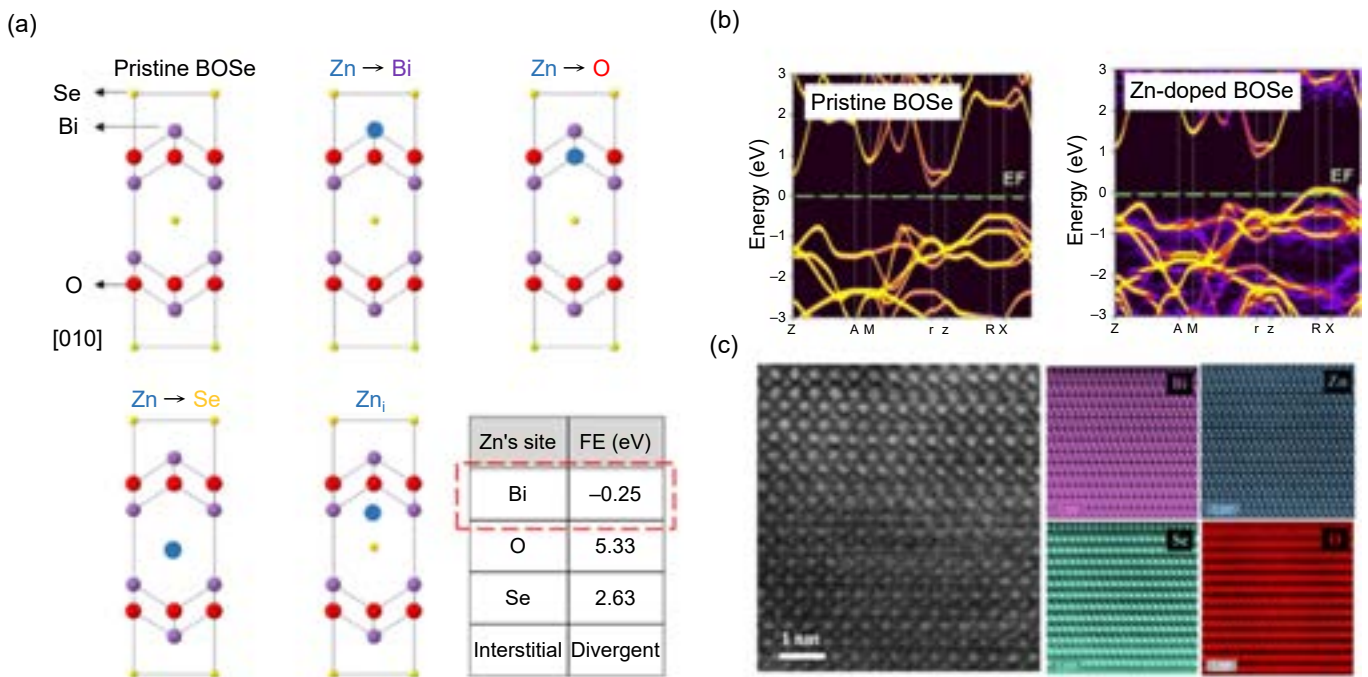 (a)
Pristine BOSe
Zn → Bi
Zn → O
Se
Bi
O
[010]
Zn → Se
Zn i
Zn's site FE (eV)
Bi –0.25
O 5.33
Se 2.63
Interstitial Divergent
(b)
Pristine BOSe
Energy (eV)
3
2
1
0
–1
–2
–3
EF
Z A M r z R X
Zn-doped BOSe
Energy (eV)
3
2
1
0
–1
–2
–3
EF
Z A M r z R X
(c)
1 nm
Bi
Zn
Se
O